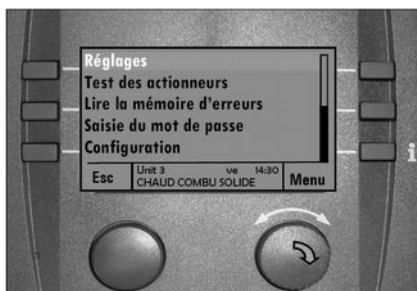 Réglages
Test des actionneurs
Lire la mémoire d'erreurs
Saisie du mot de passe
Configuration
Esc
Unit 3 ve 14:30
CHAUD COMBU SOLIDE
Menu
i